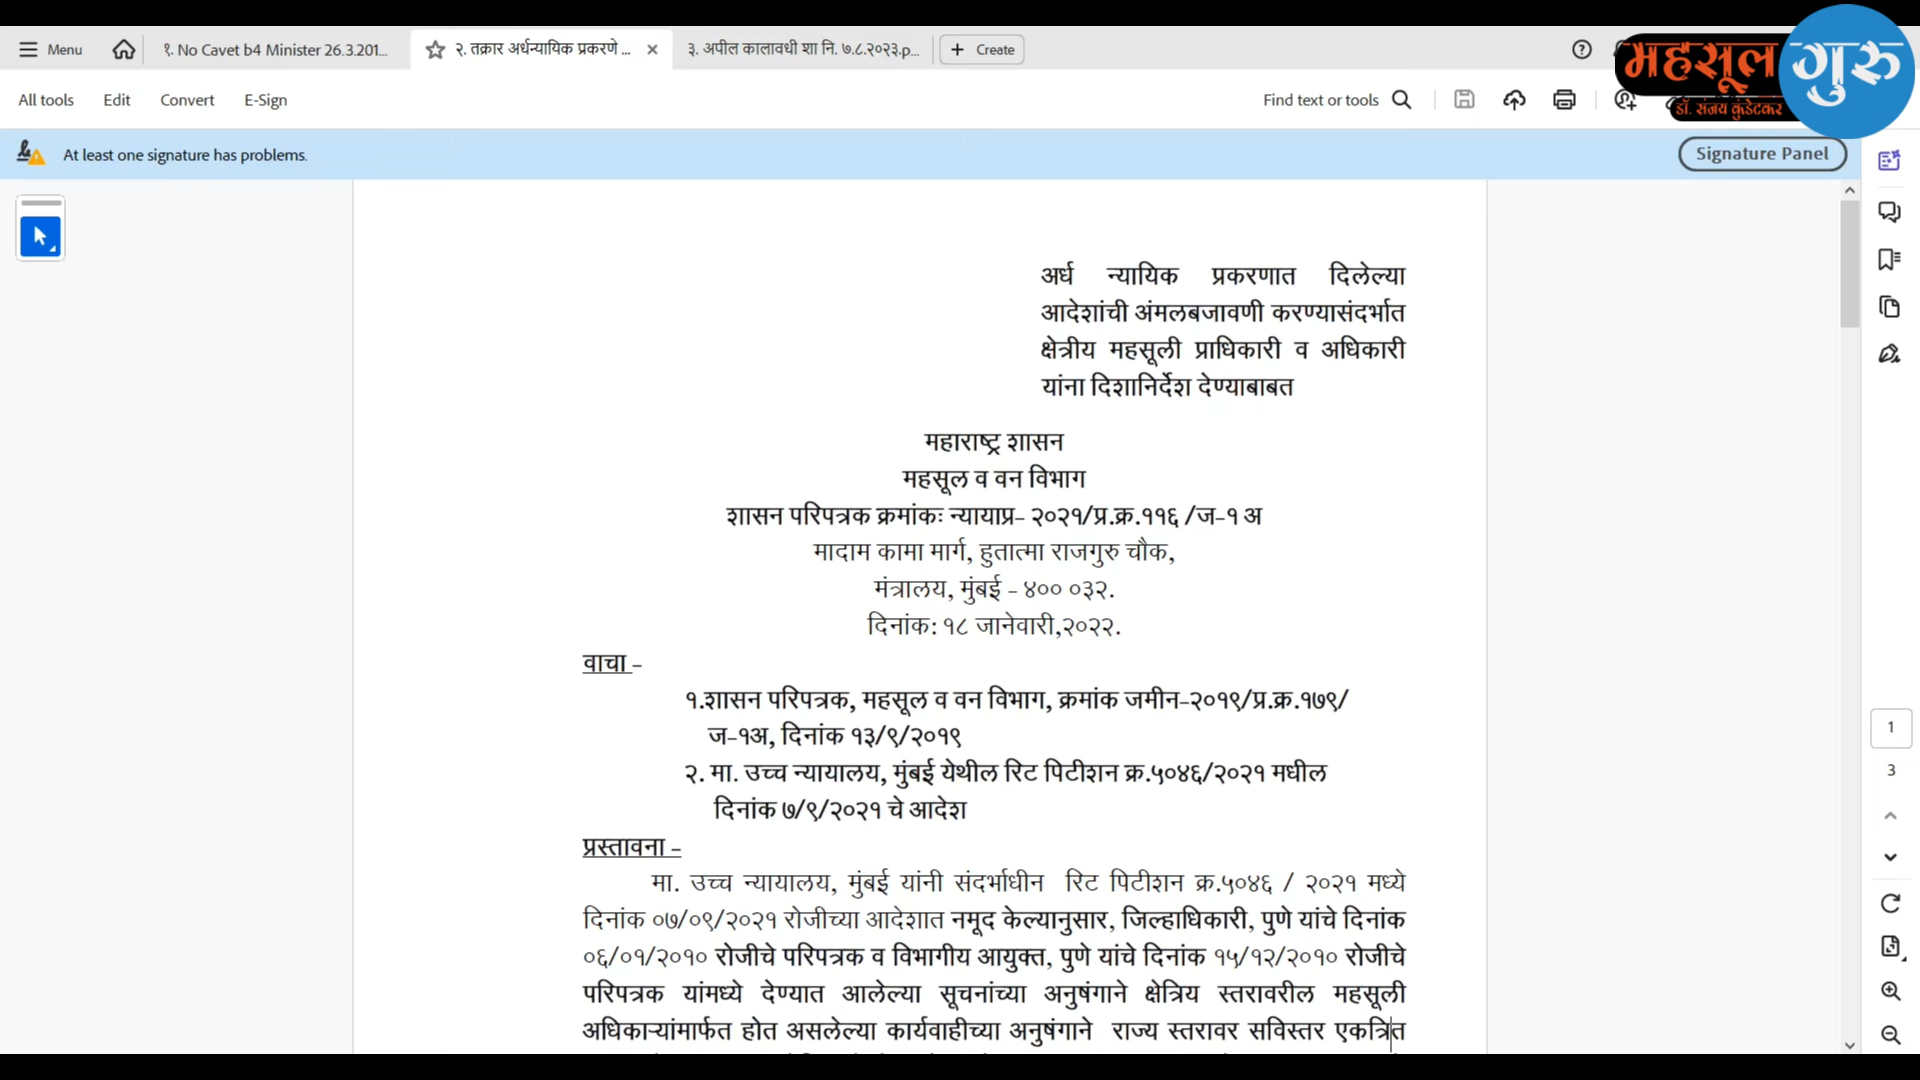 Menu
१. No Cavet b4 Minister 26.3.201...
२. तक्रार अर्धन्यायिक प्रकरणे ...
३. अपील कालावधी शा नि. ७.८.२०२३.p...
Create
महसूल गुरु
डॉ. संजय कुंडेटकर
All tools
Edit
Convert
E-Sign
Find text or tools
At least one signature has problems.
Signature Panel
अर्ध न्यायिक प्रकरणात दिलेल्या
आदेशांची अंमलबजावणी करण्यासंदर्भात
क्षेत्रीय महसूली प्राधिकारी व अधिकारी
यांना दिशानिर्देश देण्याबाबत
महाराष्ट्र शासन
महसूल व वन विभाग
शासन परिपत्रक क्रमांकः न्यायाप्र- २०२१/प्र.क्र.११६ /ज-१ अ
मादाम कामा मार्ग, हुतात्मा राजगुरु चौक,
मंत्रालय, मुंबई - ४०० ०३२.
दिनांक: १८ जानेवारी,२०२२.
वाचा -
१.शासन परिपत्रक, महसूल व वन विभाग, क्रमांक जमीन-२०१९/प्र.क्र.१७९/
ज-१अ, दिनांक १३/९/२०१९
२. मा. उच्च न्यायालय, मुंबई येथील रिट पिटीशन क्र.५०४६/२०२१ मधील
दिनांक ७/९/२०२१ चे आदेश
प्रस्तावना -
मा. उच्च न्यायालय, मुंबई यांनी संदर्भाधीन रिट पिटीशन क्र.५०४६ / २०२१ मध्ये
दिनांक ०७/०९/२०२१ रोजीच्या आदेशात नमूद केल्यानुसार, जिल्हाधिकारी, पुणे यांचे दिनांक
०६/०१/२०१० रोजीचे परिपत्रक व विभागीय आयुक्त, पुणे यांचे दिनांक १५/१२/२०१० रोजीचे
परिपत्रक यांमध्ये देण्यात आलेल्या सूचनांच्या अनुषंगाने क्षेत्रिय स्तरावरील महसूली
अधिकाऱ्यांमार्फत होत असलेल्या कार्यवाहीच्या अनुषंगाने राज्य स्तरावर सविस्तर एकत्रित
1
3